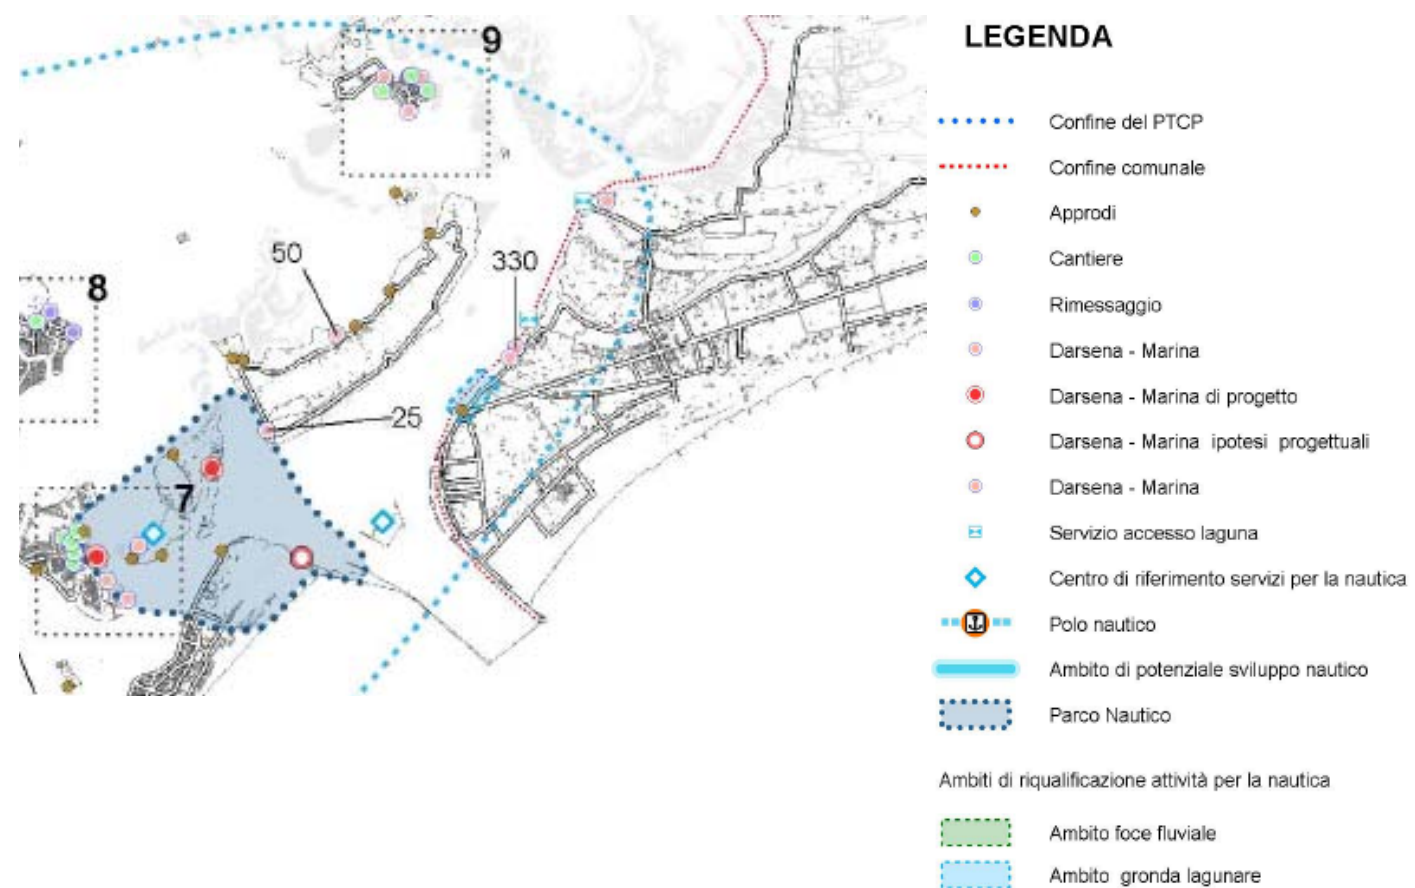 9
50
330
8
25
7
LEGENDA
Confine del PTCP
Confine comunale
Approdi
Cantiere
Rimessaggio
Darsena - Marina
Darsena - Marina di progetto
Darsena - Marina ipotesi progettuali
Darsena - Marina
Servizio accesso laguna
Centro di riferimento servizi per la nautica
Polo nautico
Ambito di potenziale sviluppo nautico
Parco Nautico
Ambiti di riqualificazione attività per la nautica
Ambito foce fluviale
Ambito gronda lagunare